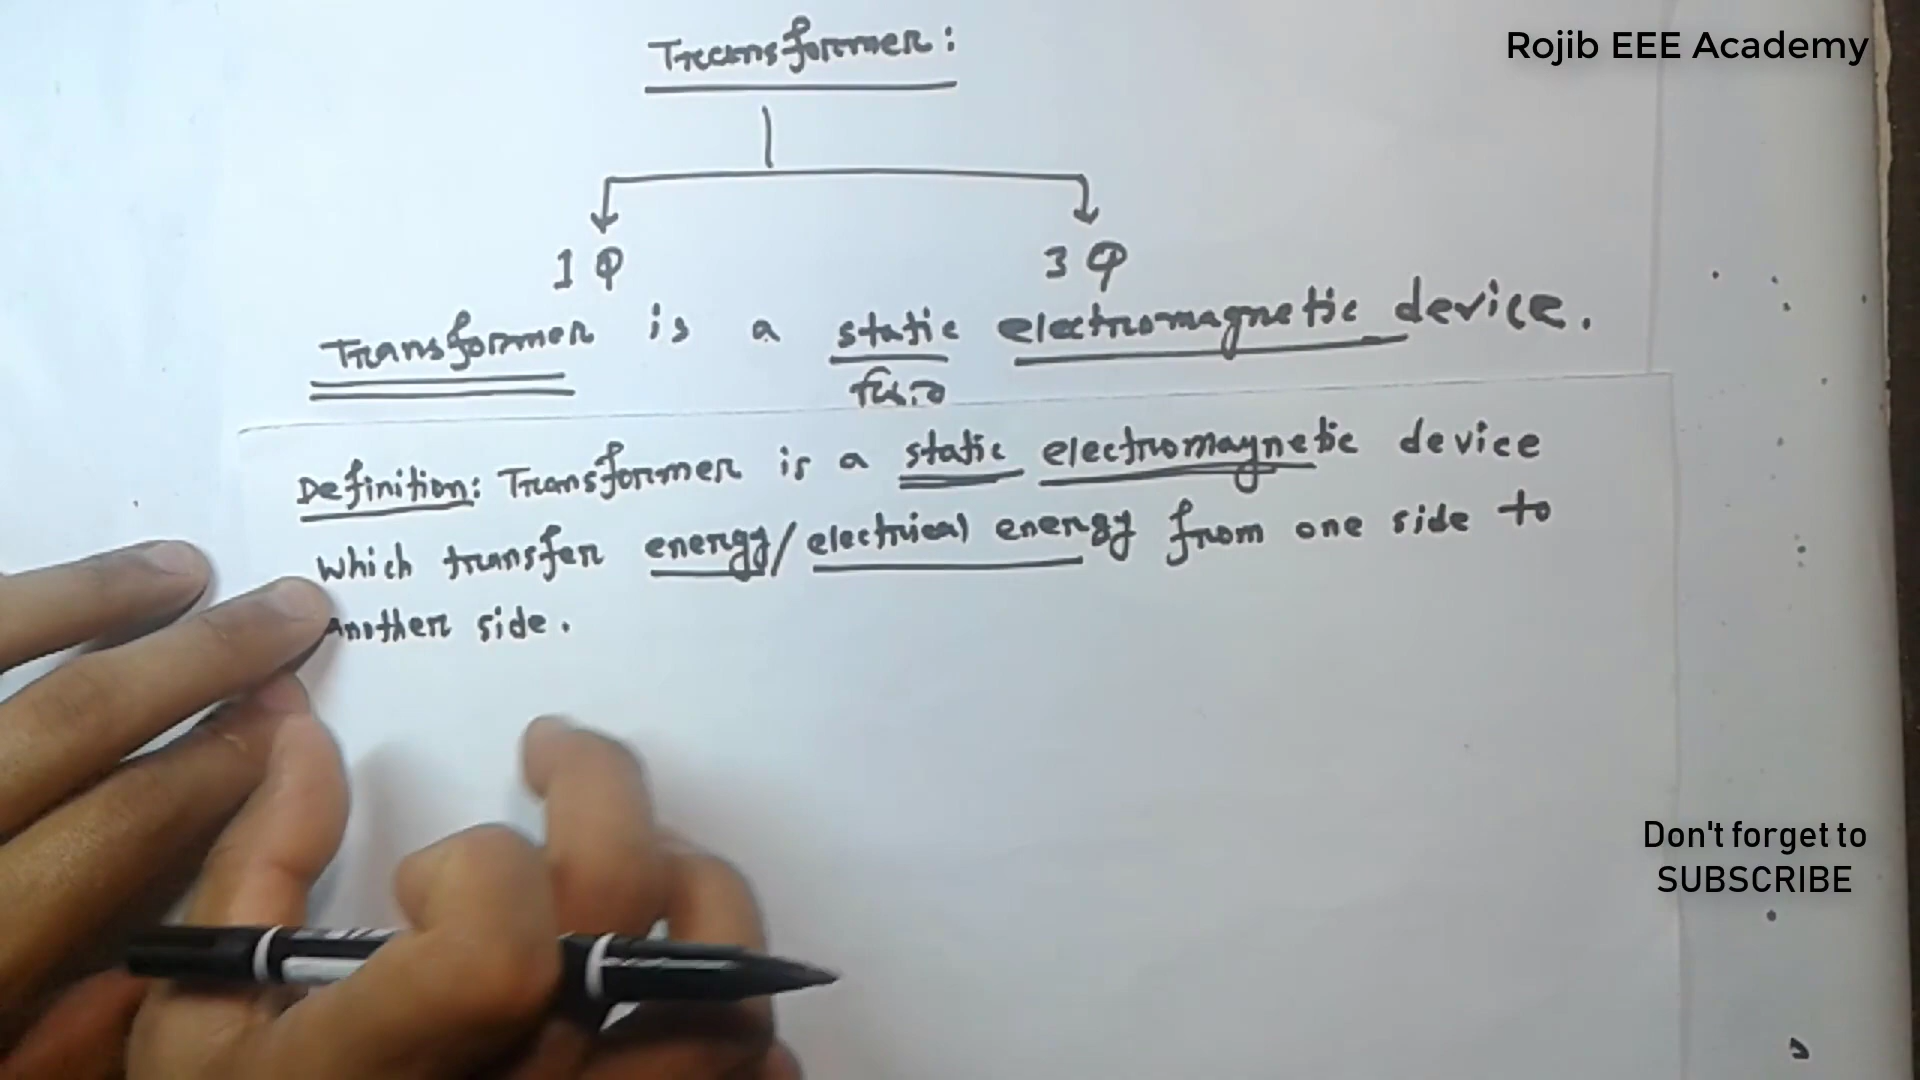 Transformer:
Rojib EEE Academy
1 φ
3 φ
Transformer is a static electromagnetic device.
স্থির
Definition: Transformer is a static electromagnetic device
which transfer energy/electrical energy from one side to
Another side.
Don't forget to
SUBSCRIBE